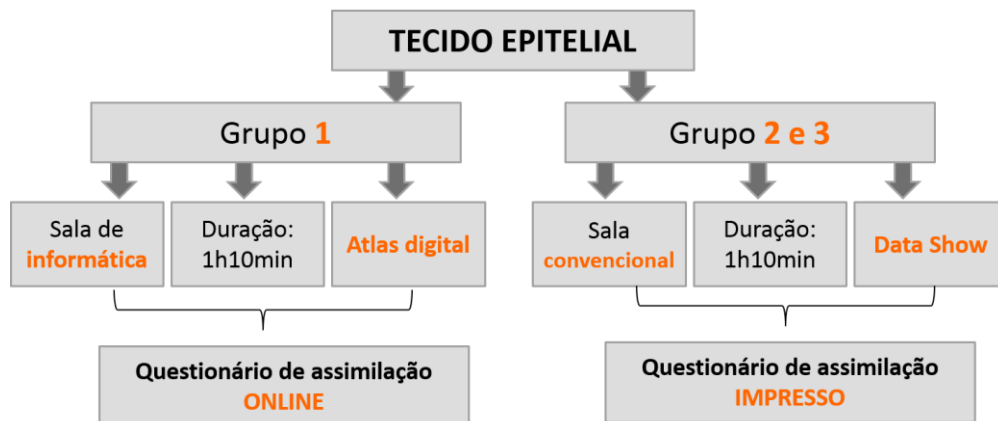 TECIDO EPITELIAL
Grupo 1
Grupo 2 e 3
Sala de
informática
Duração:
1h10min
Atlas digital
Sala
convencional
Duração:
1h10min
Data Show
Questionário de assimilação
ONLINE
Questionário de assimilação
IMPRESSO